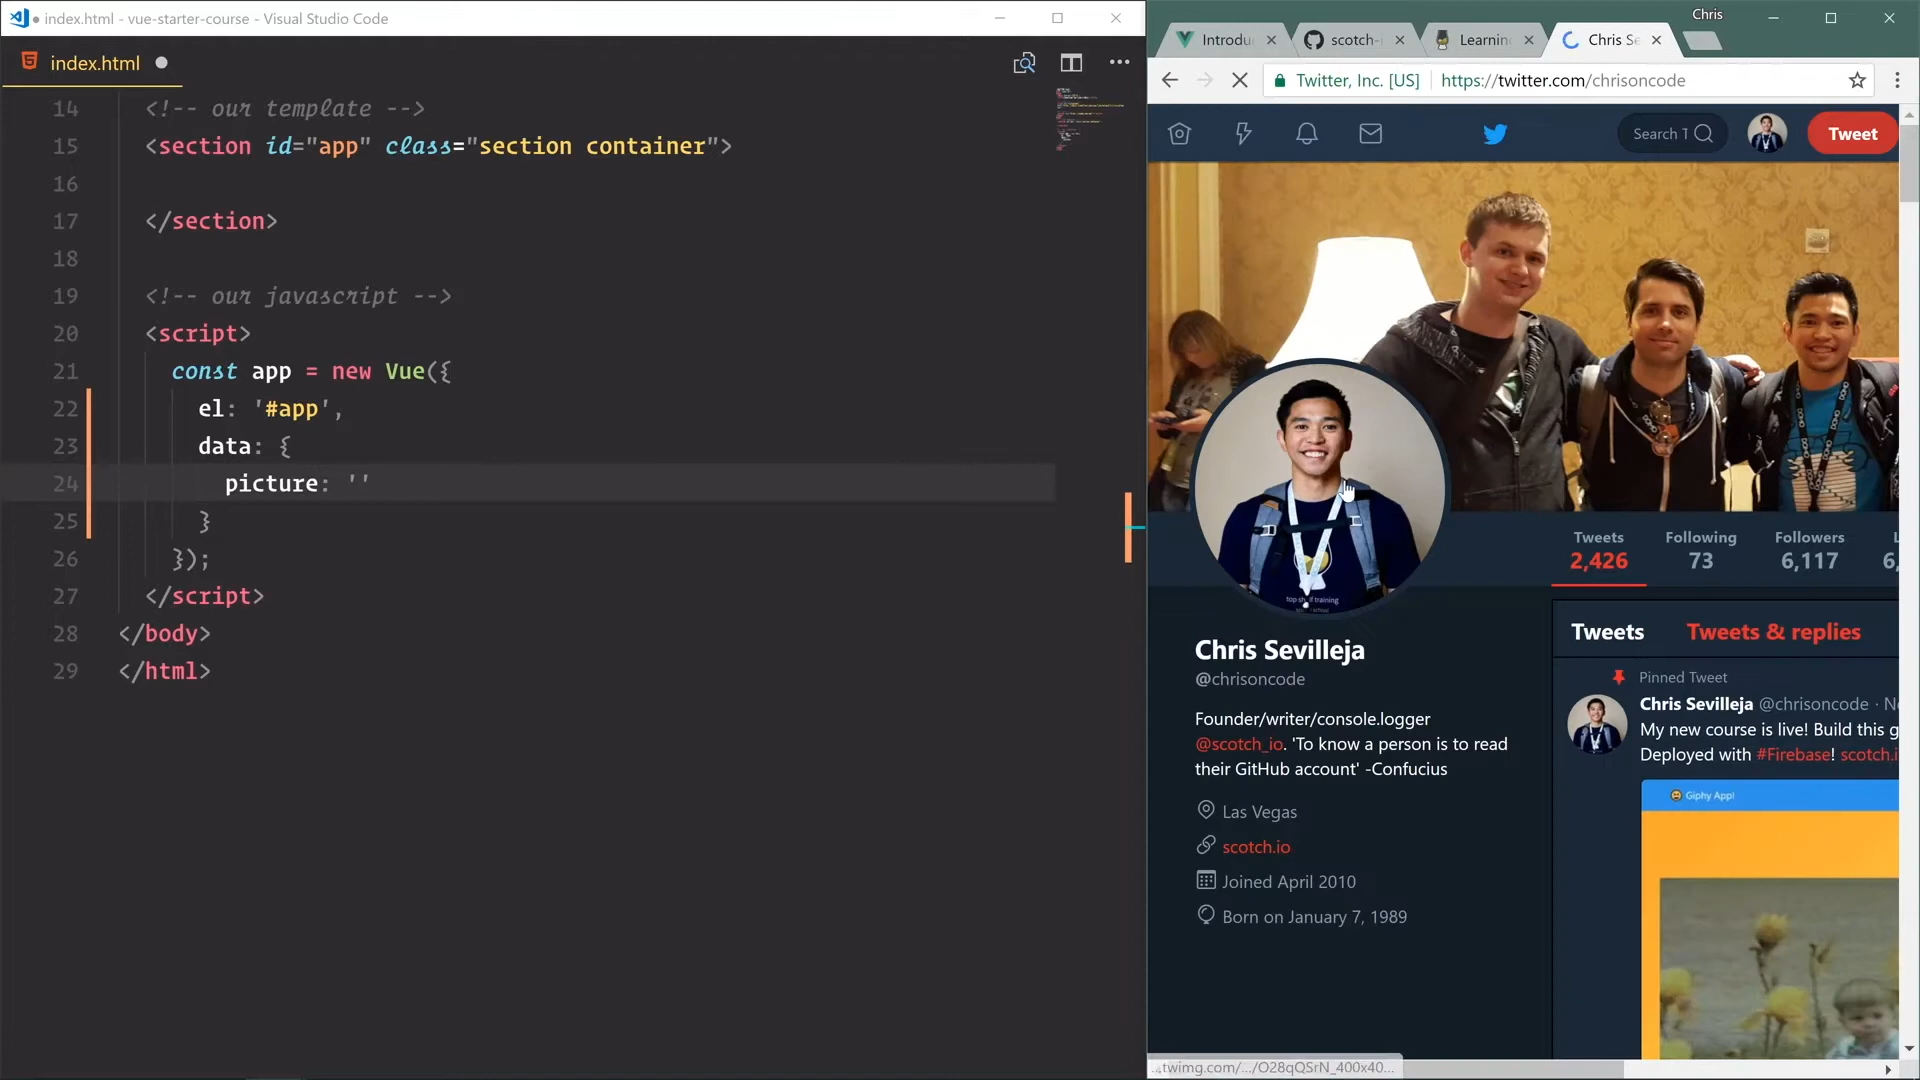 index.html - vue-starter-course - Visual Studio Code
index.html
14 <!-- our template -->
15 <section id="app" class="section container">
16
17 </section>
18
19 <!-- our javascript -->
20 <script>
21 const app = new Vue({
22 el: '#app',
23 data: {
24 picture: ''
25 }
26 });
27 </script>
28 </body>
29 </html>
Chris
Introdu
scotch-
Learnin
Chris Se
Twitter, Inc. [US]
https://twitter.com/chrisoncode
Search T
Tweet
Tweets Following Followers L
2,426 73 6,117 6,
Chris Sevilleja
@chrisoncode
Founder/writer/console.logger
@scotch_io. 'To know a person is to read
their GitHub account' -Confucius
Las Vegas
scotch.io
Joined April 2010
Born on January 7, 1989
Tweets Tweets & replies
Pinned Tweet
Chris Sevilleja @chrisoncode · No
My new course is live! Build this g
Deployed with #Firebase! scotch.i
Giphy App!
...twimg.com/.../O28qQSrN_400x40...